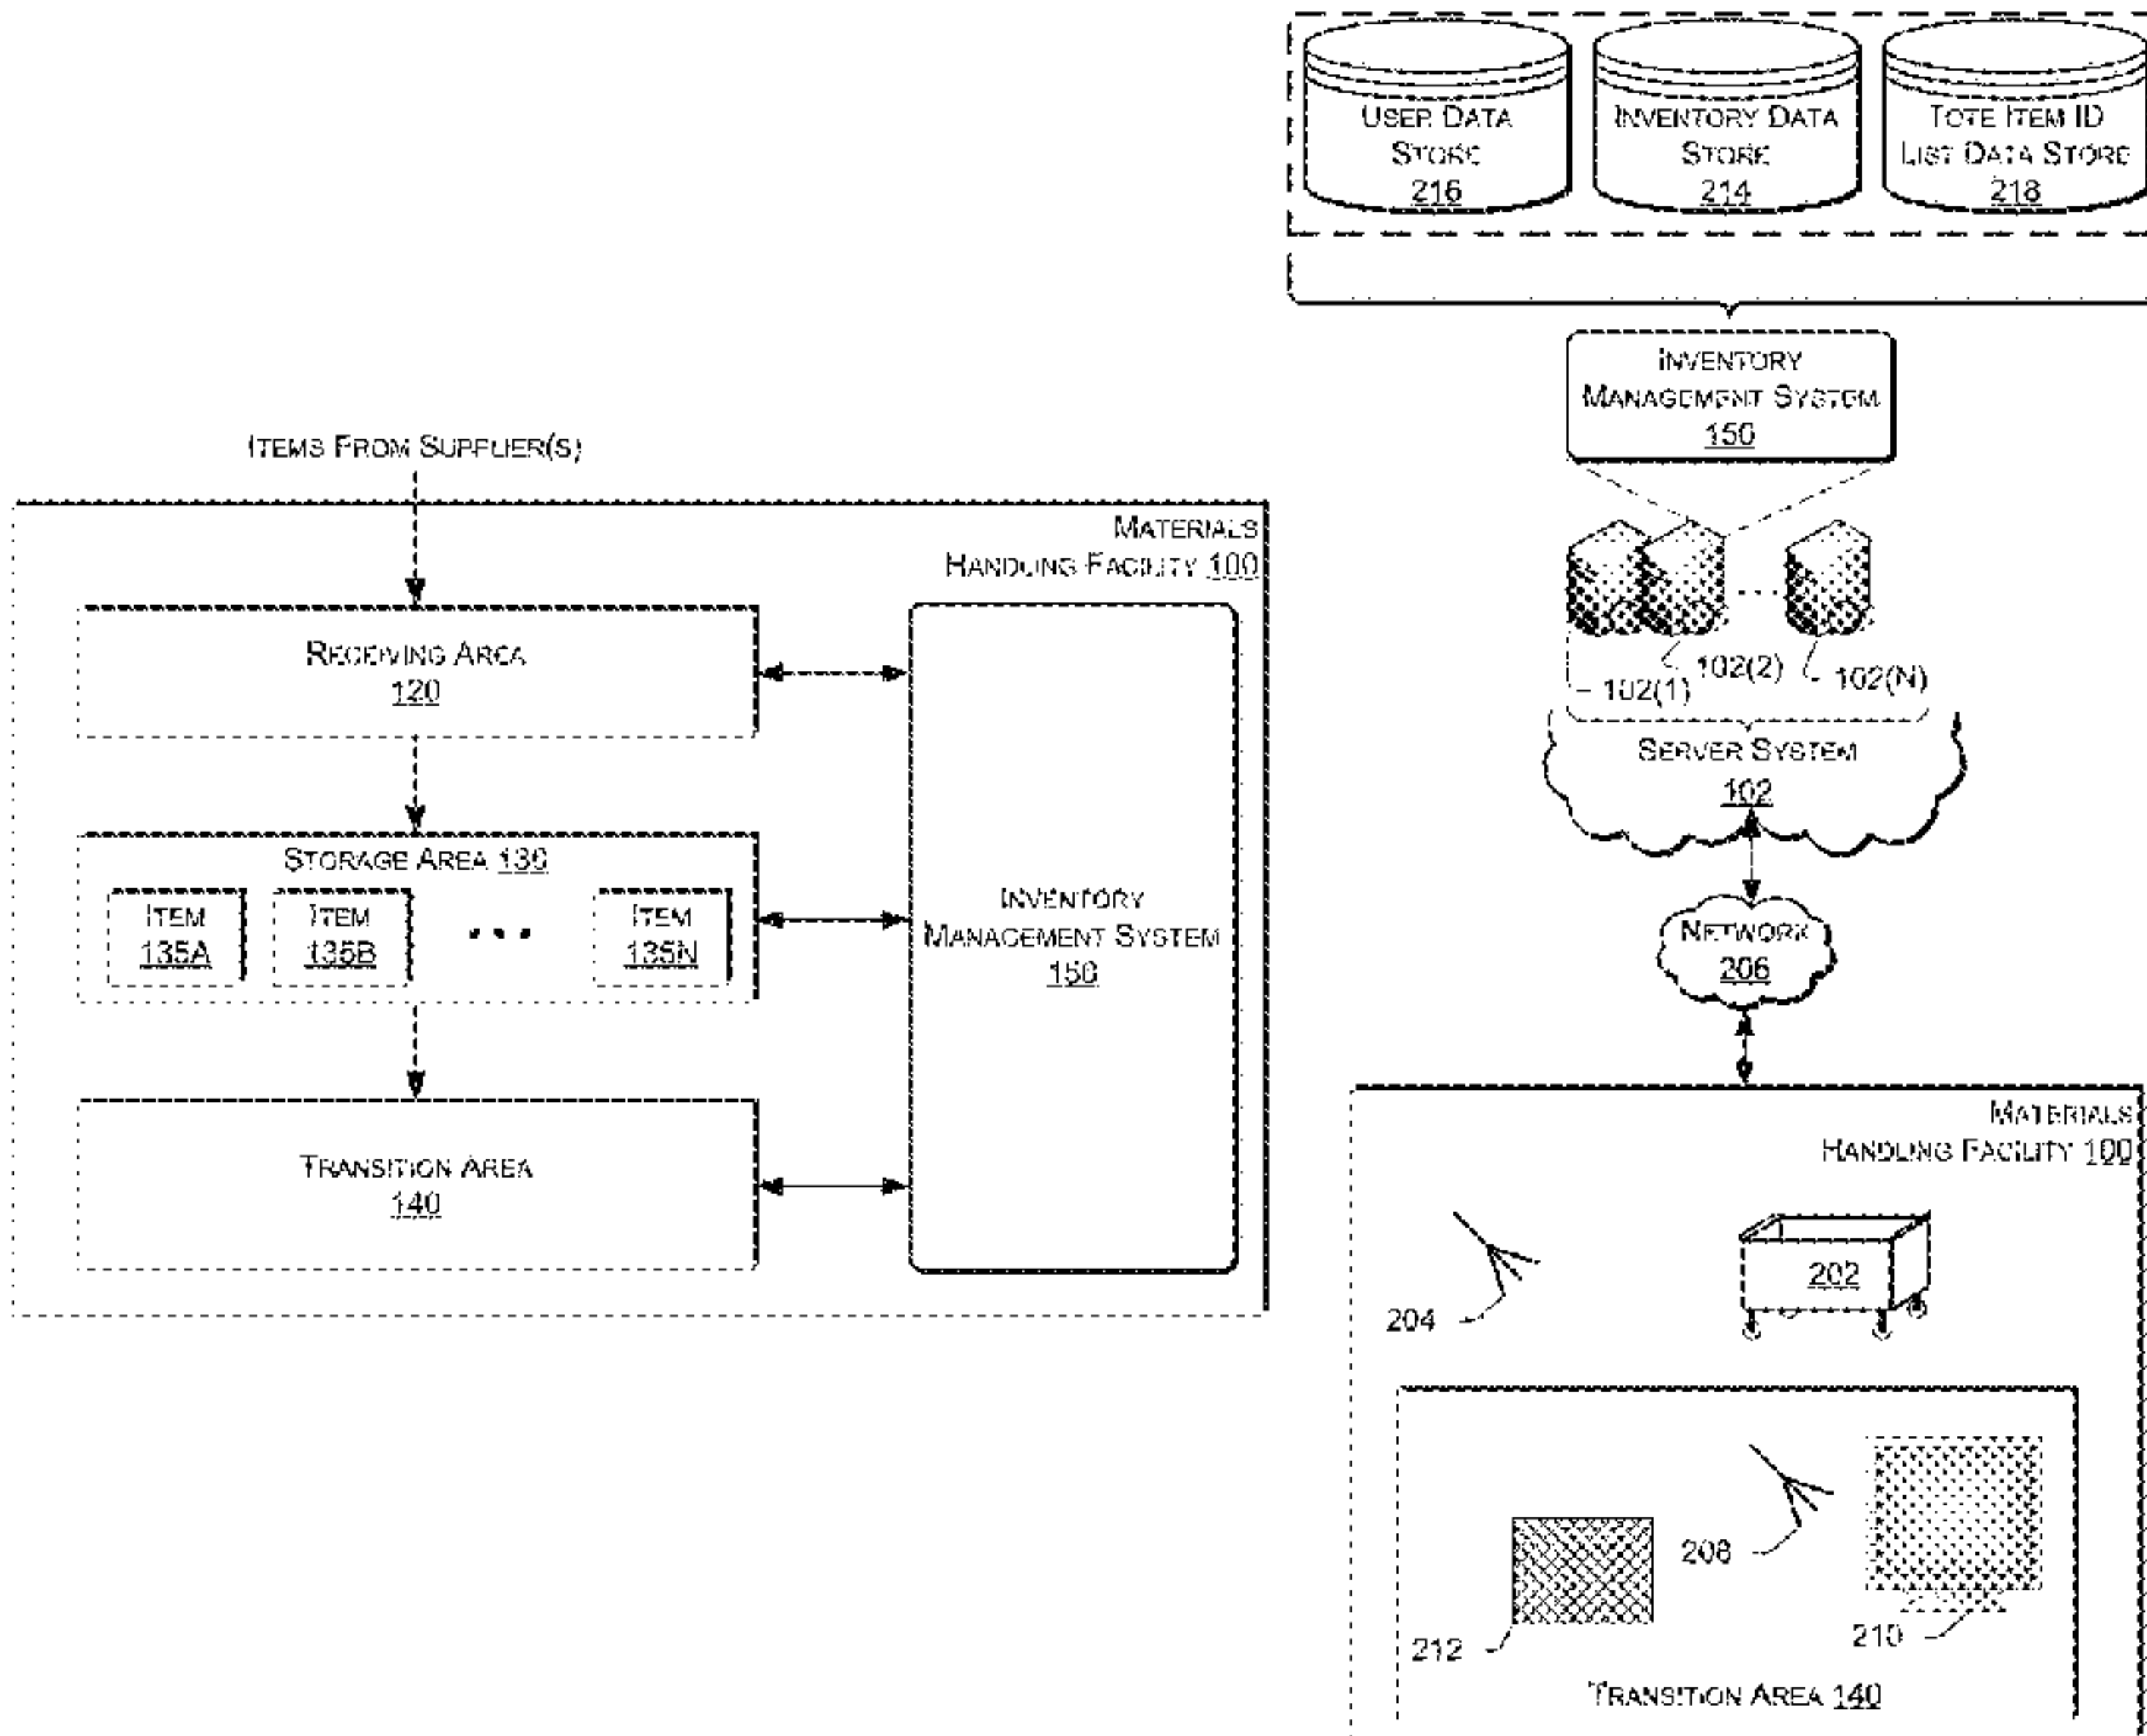 ITEMS FROM SUPPLIER(S)
MATERIALS
HANDLING FACILITY 100
RECEIVING AREA
120
STORAGE AREA 130
ITEM
135A
ITEM
135B
...
ITEM
135N
INVENTORY
MANAGEMENT SYSTEM
150
TRANSITION AREA
140
USER DATA
STORE
216
INVENTORY DATA
STORE
214
TOTE ITEM ID
LIST DATA STORE
218
INVENTORY
MANAGEMENT SYSTEM
150
...
102(1)
102(2)
102(N)
SERVER SYSTEM
102
NETWORK
206
MATERIALS
HANDLING FACILITY 100
204
202
208
212
210
TRANSITION AREA 140